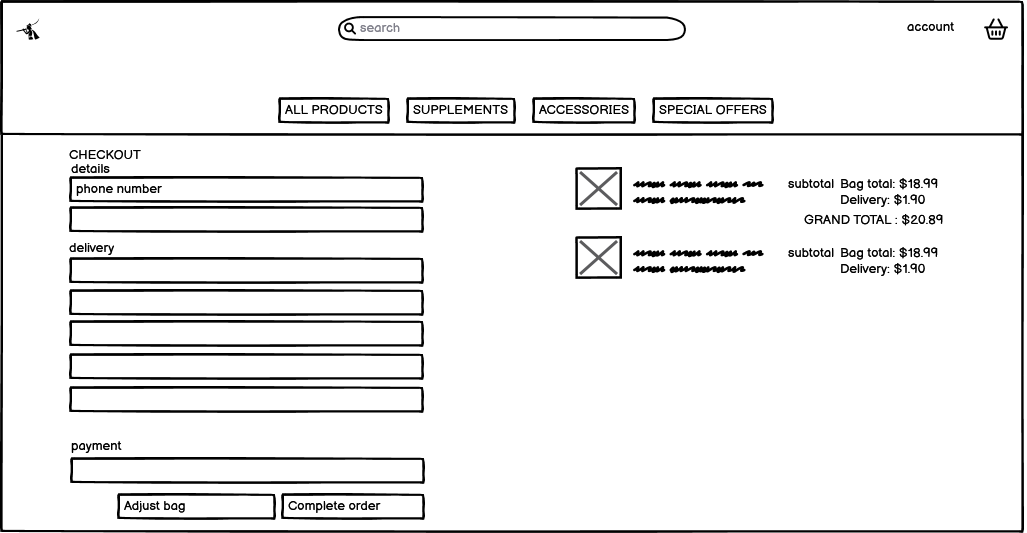 search
account
ALL PRODUCTS
SUPPLEMENTS
ACCESSORIES
SPECIAL OFFERS
CHECKOUT
details
phone number
delivery
payment
Adjust bag
Complete order
subtotal Bag total: $18.99
Delivery: $1.90
GRAND TOTAL : $20.89
subtotal Bag total: $18.99
Delivery: $1.90